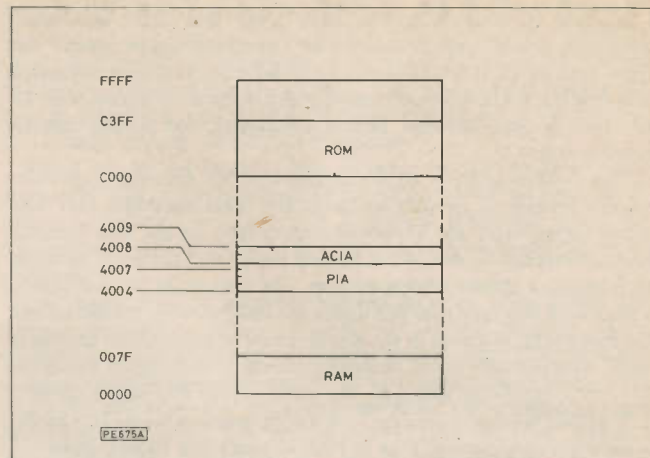 FFFF
C3FF
ROM
C000
4009
4008
ACIA
4007
PIA
4004
007F
RAM
0000
PE675A